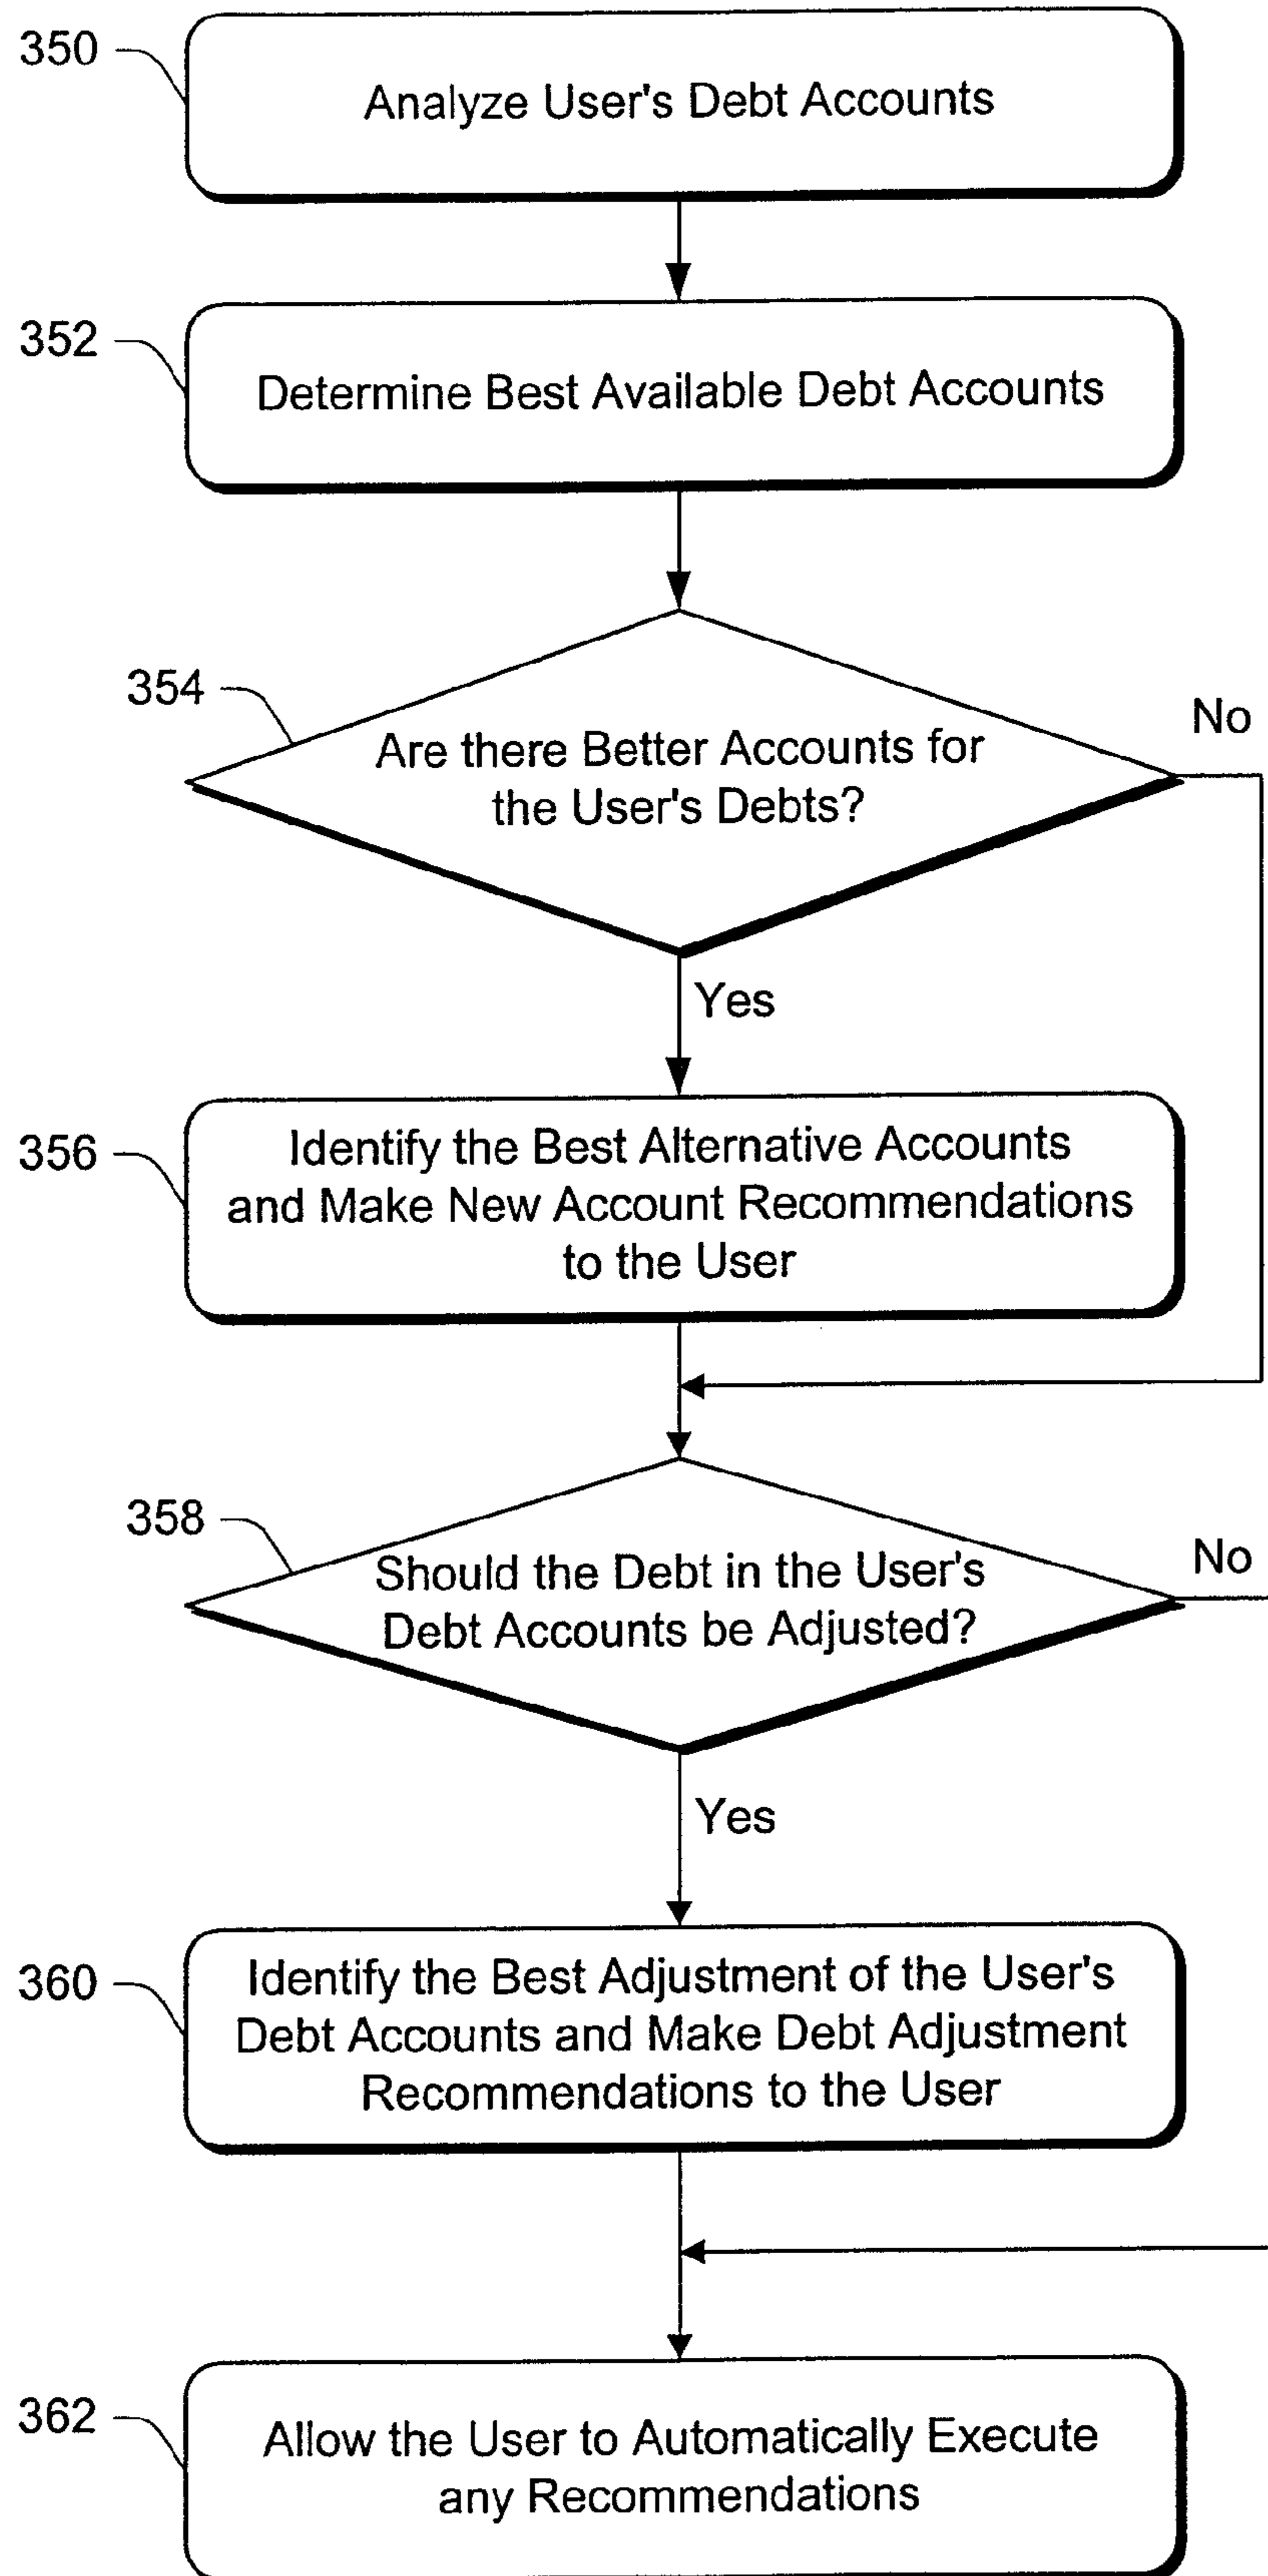 350
Analyze User's Debt Accounts
352
Determine Best Available Debt Accounts
354
Are there Better Accounts for
the User's Debts?
No
Yes
356
Identify the Best Alternative Accounts
and Make New Account Recommendations
to the User
358
Should the Debt in the User's
Debt Accounts be Adjusted?
No
Yes
360
Identify the Best Adjustment of the User's
Debt Accounts and Make Debt Adjustment
Recommendations to the User
362
Allow the User to Automatically Execute
any Recommendations